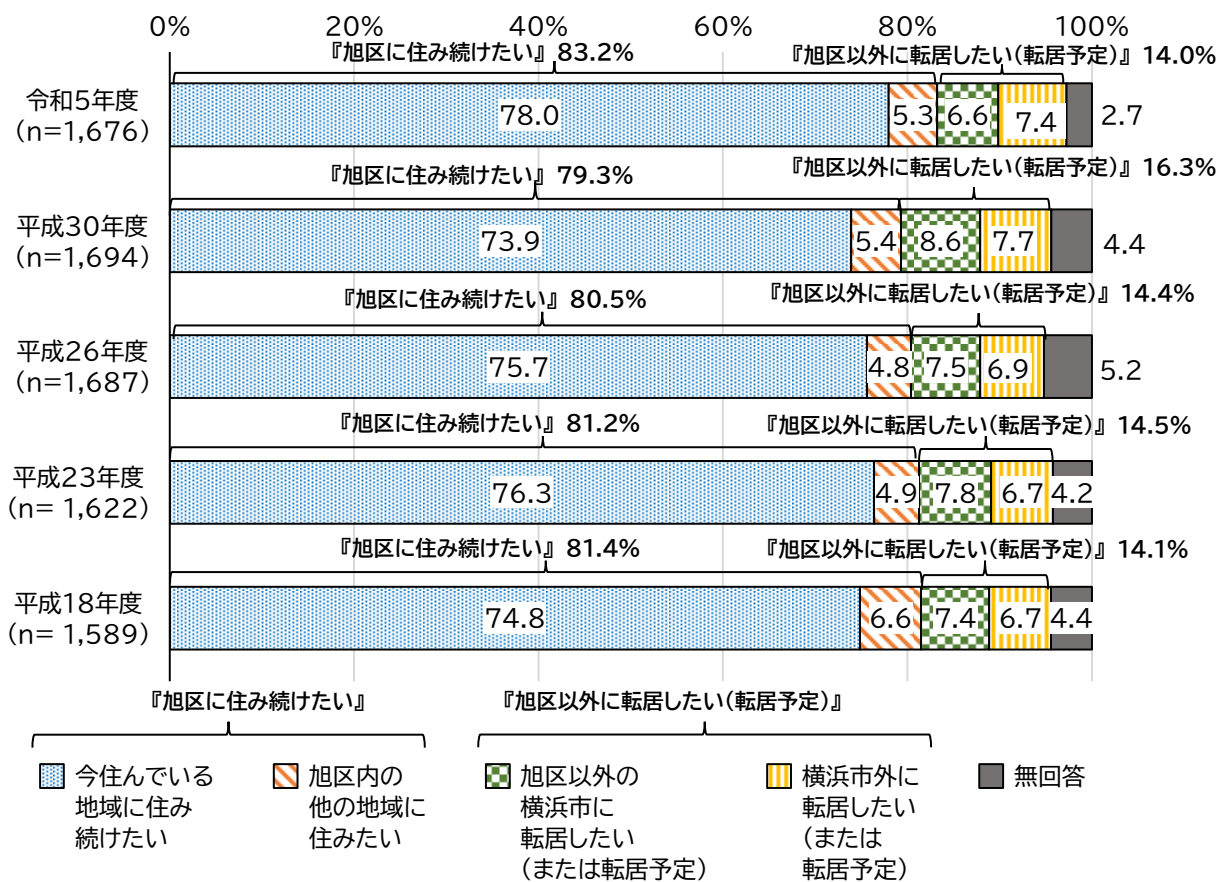 0% 20% 40% 60% 80% 100%
『旭区に住み続けたい』 83.2% 『旭区以外に転居したい(転居予定)』 14.0%
令和5年度
(n=1,676)
78.0 5.3 6.6 7.4 2.7
『旭区に住み続けたい』 79.3% 『旭区以外に転居したい(転居予定)』 16.3%
平成30年度
(n=1,694)
73.9 5.4 8.6 7.7 4.4
『旭区に住み続けたい』 80.5% 『旭区以外に転居したい(転居予定)』 14.4%
平成26年度
(n=1,687)
75.7 4.8 7.5 6.9 5.2
『旭区に住み続けたい』 81.2% 『旭区以外に転居したい(転居予定)』 14.5%
平成23年度
(n= 1,622)
76.3 4.9 7.8 6.7 4.2
『旭区に住み続けたい』 81.4% 『旭区以外に転居したい(転居予定)』 14.1%
平成18年度
(n= 1,589)
74.8 6.6 7.4 6.7 4.4
『旭区に住み続けたい』 『旭区以外に転居したい(転居予定)』
今住んでいる
地域に住み
続けたい
旭区内の
他の地域に
住みたい
旭区以外の
横浜市に
転居したい
(または転居予定)
横浜市外に
転居したい
(または
転居予定)
無回答